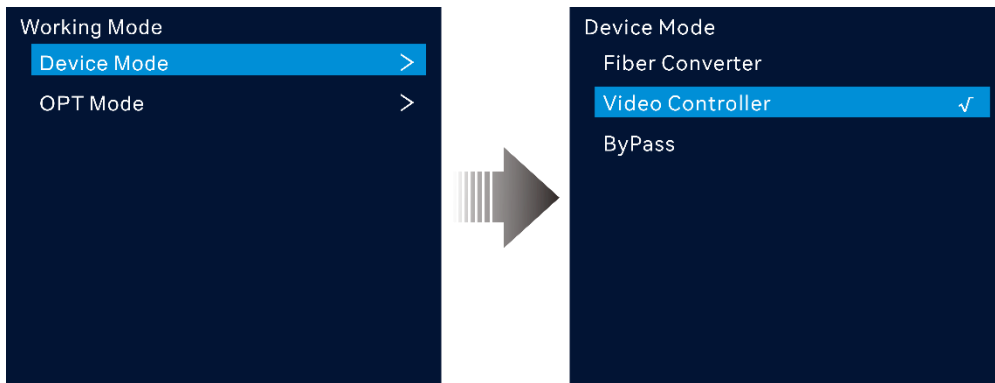 Working Mode
Device Mode >
OPT Mode >
Device Mode
Fiber Converter
Video Controller √
ByPass